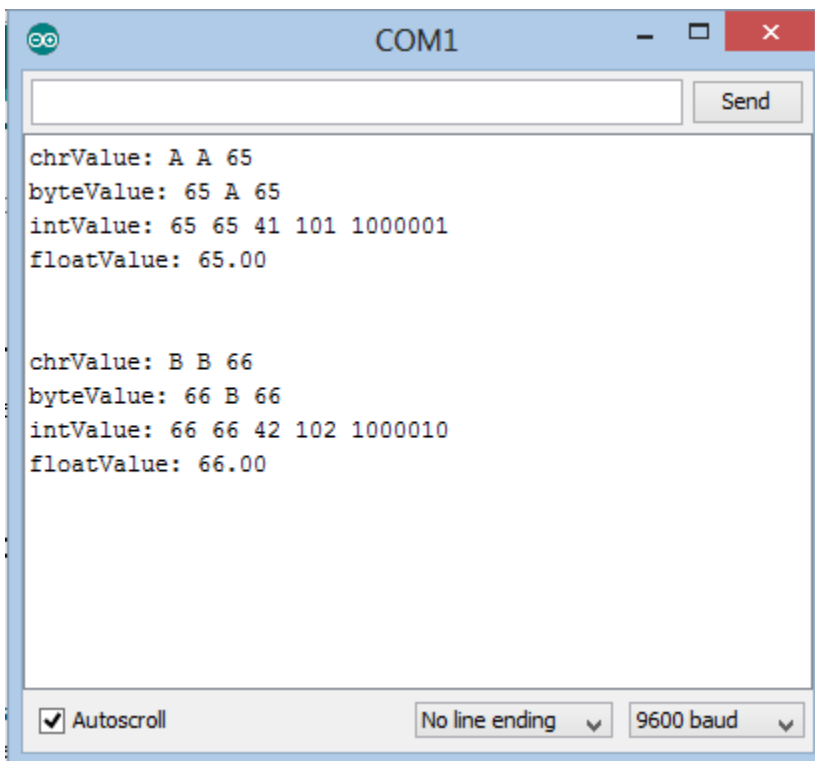 COM1
Send
chrValue: A A 65
byteValue: 65 A 65
intValue: 65 65 41 101 1000001
floatValue: 65.00
chrValue: B B 66
byteValue: 66 B 66
intValue: 66 66 42 102 1000010
floatValue: 66.00
Autoscroll No line ending 9600 baud